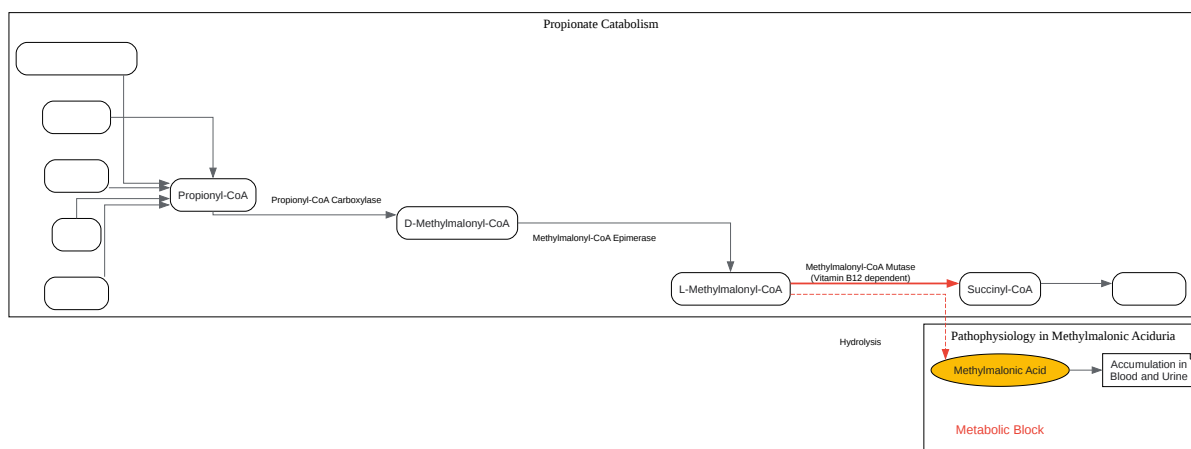 Propionate Catabolism
Propionyl-CoA
Propionyl-CoA Carboxylase
D-Methylmalonyl-CoA
Methylmalonyl-CoA Epimerase
L-Methylmalonyl-CoA
Methylmalonyl-CoA Mutase
(Vitamin B12 dependent)
Succinyl-CoA
Hydrolysis
Pathophysiology in Methylmalonic Aciduria
Methylmalonic Acid
Accumulation in
Blood and Urine
Metabolic Block